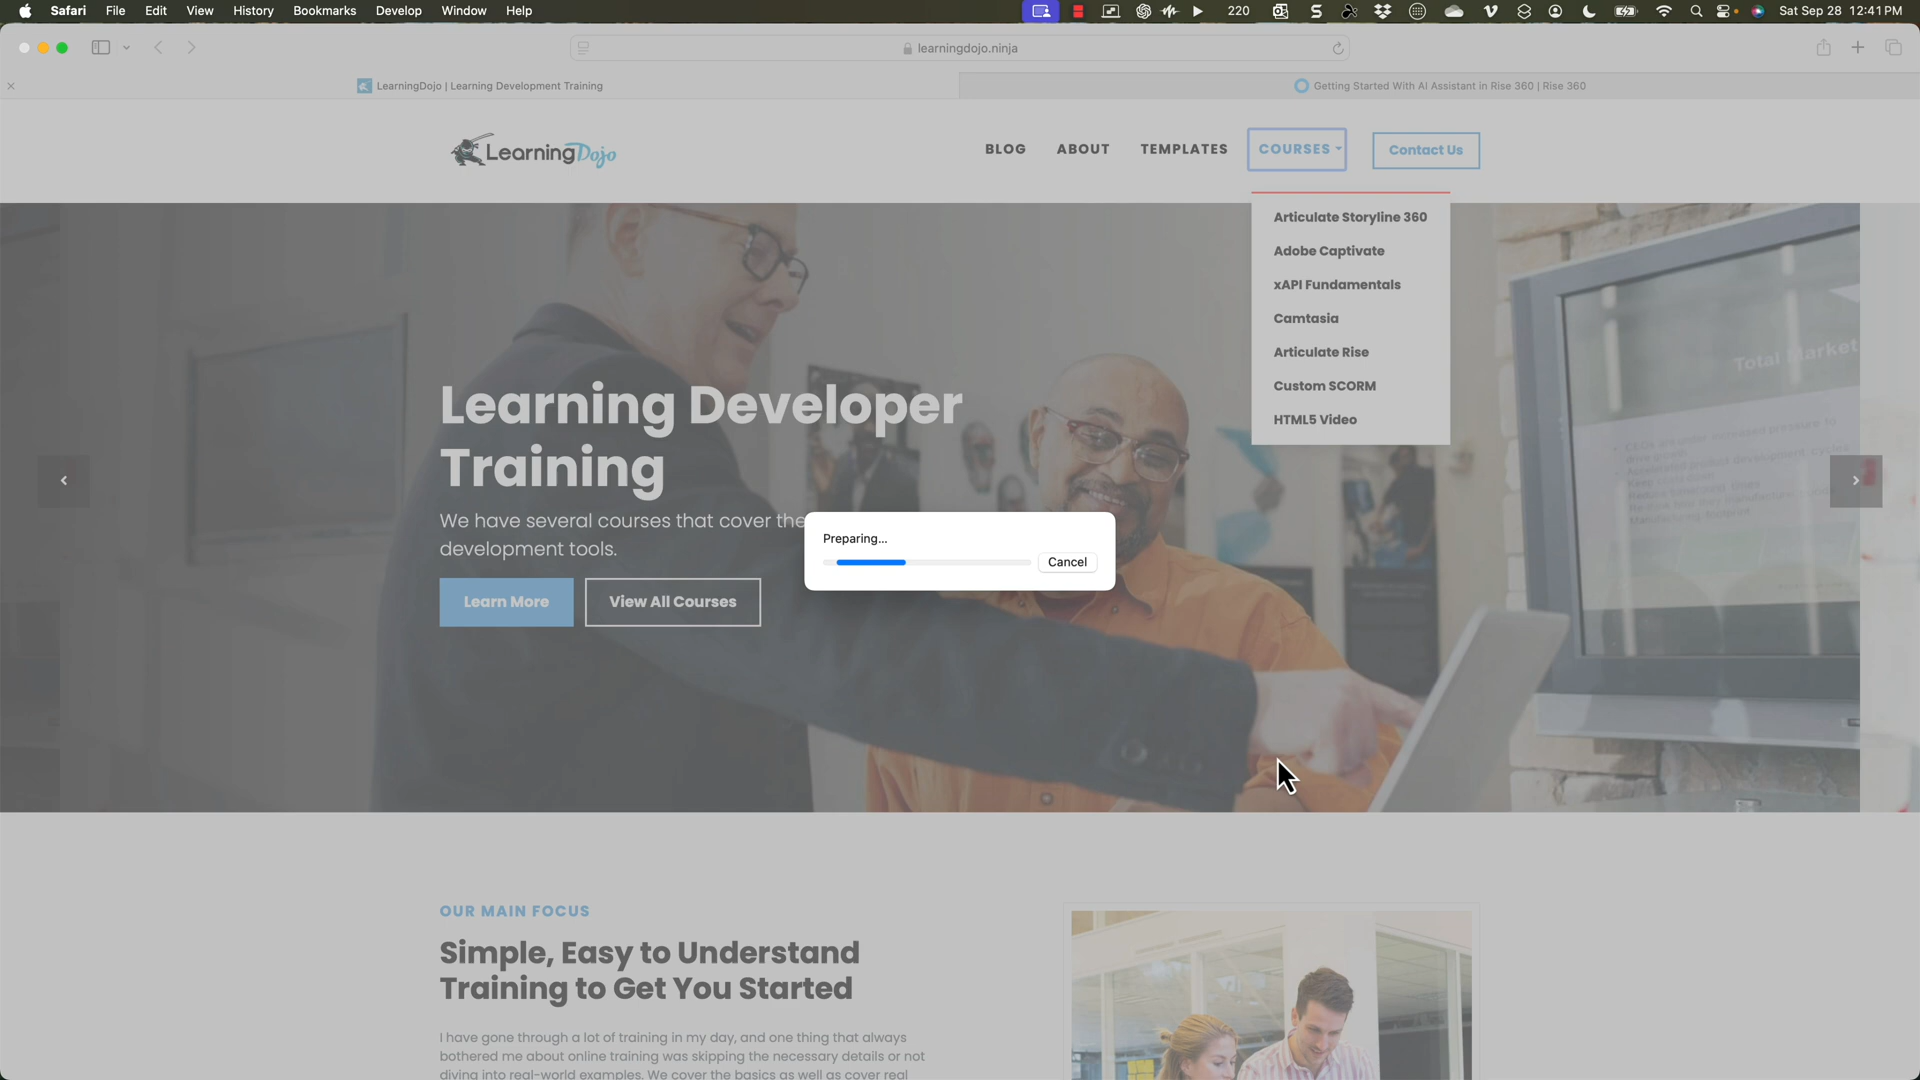 Safari File Edit View History Bookmarks Develop Window Help 220 Sat Sep 28 12:41 PM
learningdojo.ninja
LearningDojo | Learning Development Training
Getting Started With AI Assistant in Rise 360 | Rise 360
LearningDojo
BLOG ABOUT TEMPLATES COURSES Contact Us
Articulate Storyline 360
Adobe Captivate
xAPI Fundamentals
Camtasia
Articulate Rise
Custom SCORM
HTML5 Video
Total Market
Learning Developer
Training
We have several courses that cover the
development tools.
Preparing...
Cancel
Learn More View All Courses
OUR MAIN FOCUS
Simple, Easy to Understand
Training to Get You Started
I have gone through a lot of training in my day, and one thing that always
bothered me about online training was skipping the necessary details or not
diving into real-world examples. We cover the basics as well as cover real